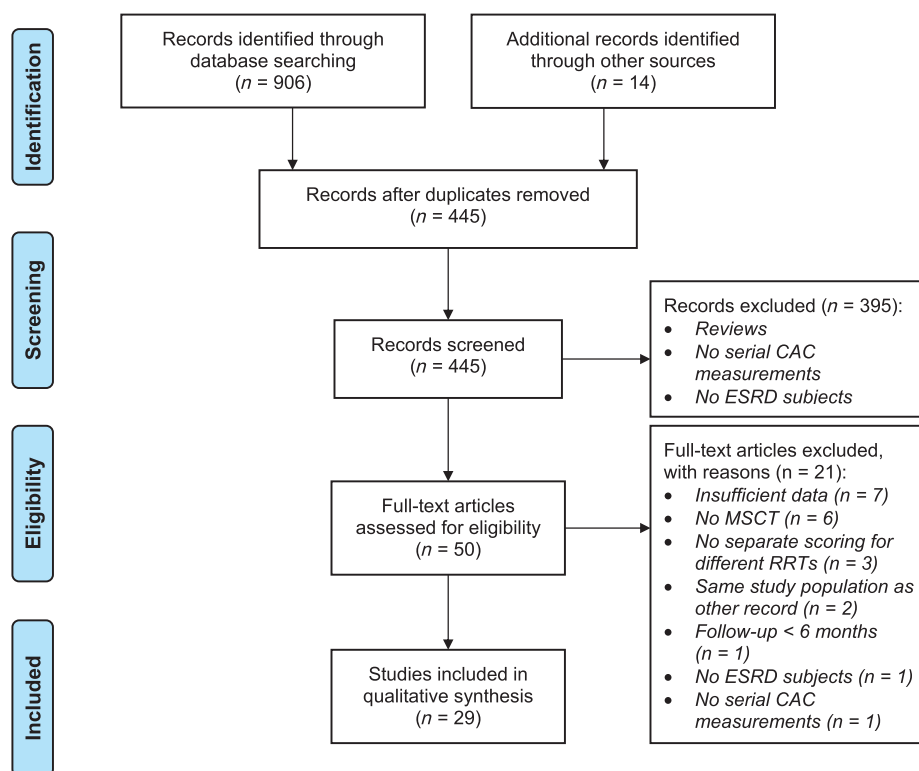 Identification
Records identified through
database searching
(n = 906)
Additional records identified
through other sources
(n = 14)
Records after duplicates removed
(n = 445)
Screening
Records screened
(n = 445)
Records excluded (n = 395):
• Reviews
• No serial CAC
measurements
• No ESRD subjects
Eligibility
Full-text articles
assessed for eligibility
(n = 50)
Full-text articles excluded,
with reasons (n = 21):
• Insufficient data (n = 7)
• No MSCT (n = 6)
• No separate scoring for
different RRTs (n = 3)
• Same study population as
other record (n = 2)
• Follow-up < 6 months
(n = 1)
• No ESRD subjects (n = 1)
• No serial CAC
measurements (n = 1)
Included
Studies included in
qualitative synthesis
(n = 29)